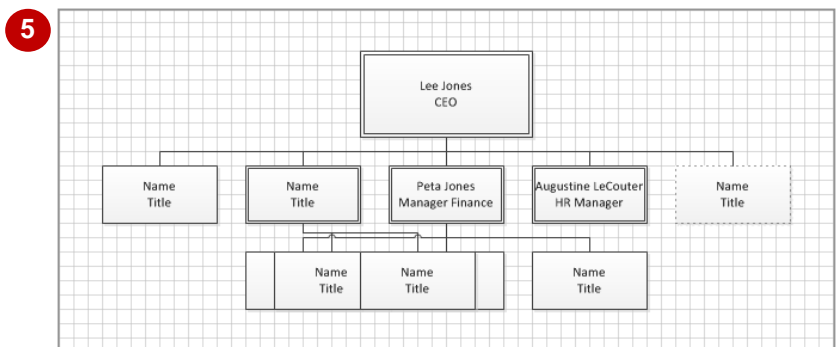 5
Lee Jones
CEO
Name
Title
Name
Title
Peta Jones
Manager Finance
Augustine LeCouter
HR Manager
Name
Title
Name
Title
Name
Title
Name
Title